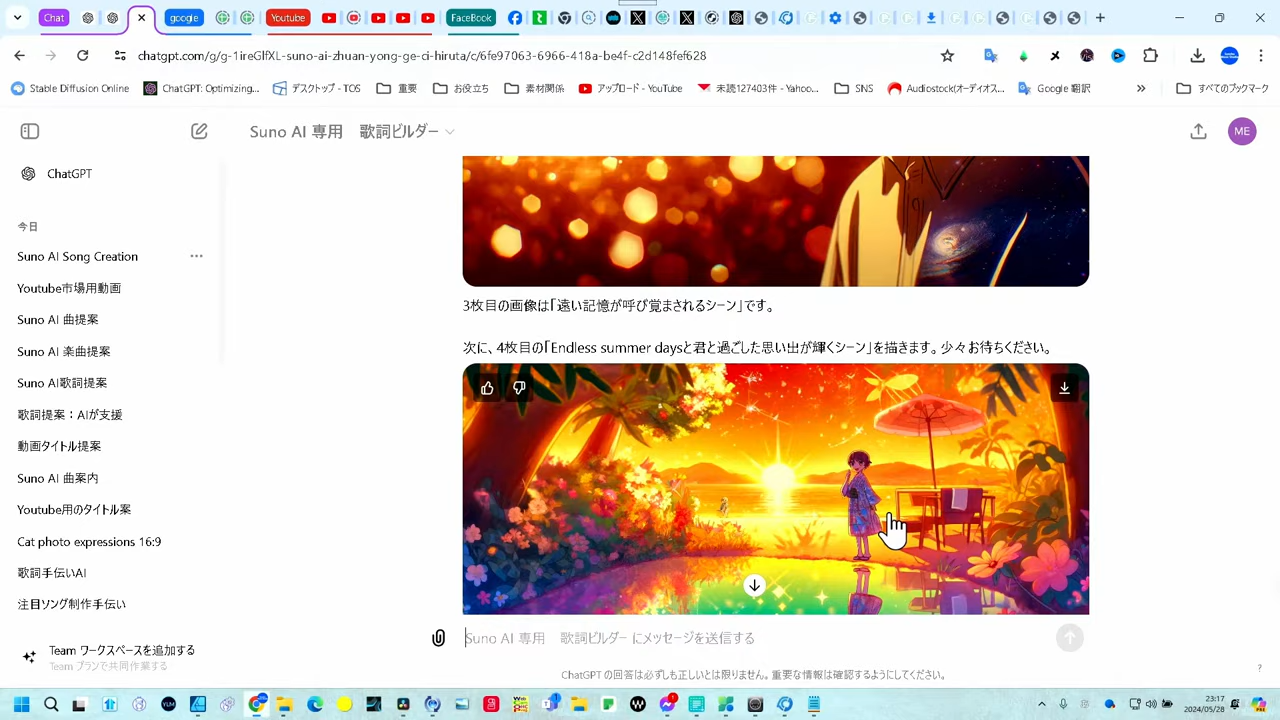 Chat
google
Youtube
FaceBook
chatgpt.com/g/g-1ireGlfXL-suno-ai-zhuan-yong-ge-ci-hiruta/c/6fe97063-6966-418a-be4f-c2d148fef628
Stable Diffusion Online
ChatGPT: Optimizing...
デスクトップ - TOS
重要
お役立ち
素材関係
アップロード - YouTube
未読127403件 - Yahoo...
SNS
Audiostock(オーディオス...
Google 翻訳
»
すべてのブックマーク
Suno AI 専用 歌詞ビルダー
ME
ChatGPT
今日
Suno AI Song Creation
Youtube市場用動画
Suno AI 曲提案
Suno AI 楽曲提案
Suno AI歌詞提案
歌詞提案：AIが支援
動画タイトル提案
Suno AI 曲案内
Youtube用のタイトル案
Cat photo expressions 16:9
歌詞手伝いAI
注目ソング制作手伝い
Team ワークスペースを追加する
Team プランで共同作業する
3枚目の画像は「遠い記憶が呼び覚まされるシーン」です。
次に、4枚目の「Endless summer daysと君と過ごした思い出が輝くシーン」を描きます。少々お待ちください。
Suno AI 専用 歌詞ビルダー にメッセージを送信する
ChatGPT の回答は必ずしも正しいとは限りません。重要な情報は確認するようにしてください。
?
2024/05/28